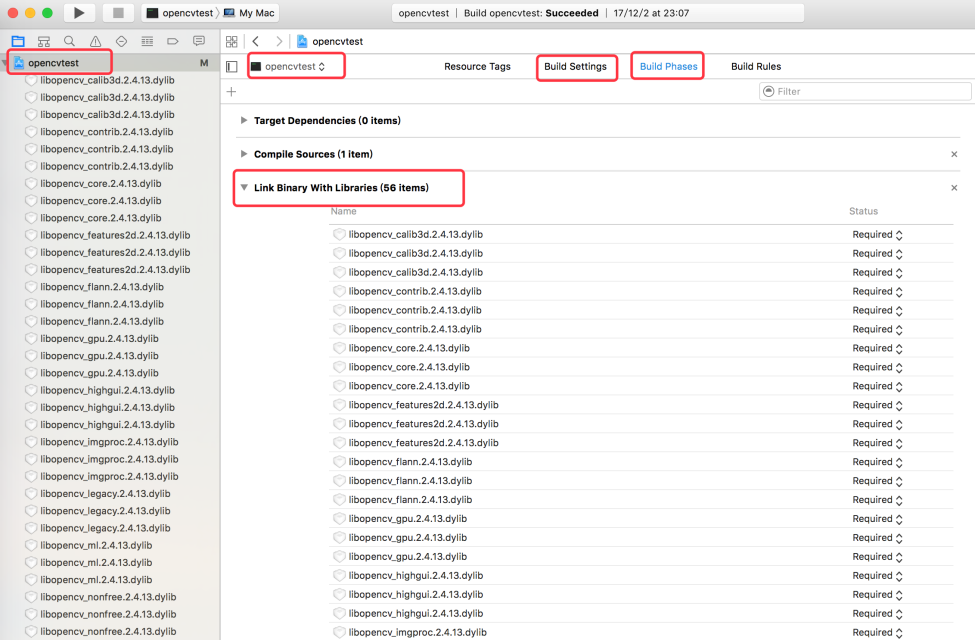 opencvtest My Mac
opencvtest | Build opencvtest: Succeeded | 17/12/2 at 23:07
opencvtest
opencvtest M
libopencv_calib3d.2.4.13.dylib
libopencv_calib3d.2.4.13.dylib
libopencv_calib3d.2.4.13.dylib
libopencv_contrib.2.4.13.dylib
libopencv_contrib.2.4.13.dylib
libopencv_contrib.2.4.13.dylib
libopencv_core.2.4.13.dylib
libopencv_core.2.4.13.dylib
libopencv_core.2.4.13.dylib
libopencv_features2d.2.4.13.dylib
libopencv_features2d.2.4.13.dylib
libopencv_features2d.2.4.13.dylib
libopencv_flann.2.4.13.dylib
libopencv_flann.2.4.13.dylib
libopencv_flann.2.4.13.dylib
libopencv_gpu.2.4.13.dylib
libopencv_gpu.2.4.13.dylib
libopencv_gpu.2.4.13.dylib
libopencv_highgui.2.4.13.dylib
libopencv_highgui.2.4.13.dylib
libopencv_highgui.2.4.13.dylib
libopencv_imgproc.2.4.13.dylib
libopencv_imgproc.2.4.13.dylib
libopencv_imgproc.2.4.13.dylib
libopencv_legacy.2.4.13.dylib
libopencv_legacy.2.4.13.dylib
libopencv_legacy.2.4.13.dylib
libopencv_ml.2.4.13.dylib
libopencv_ml.2.4.13.dylib
libopencv_ml.2.4.13.dylib
libopencv_nonfree.2.4.13.dylib
libopencv_nonfree.2.4.13.dylib
libopencv_nonfree.2.4.13.dylib
opencvtest Resource Tags Build Settings Build Phases Build Rules
Filter
Target Dependencies (0 items)
Compile Sources (1 item)
Link Binary With Libraries (56 items)
Name Status
libopencv_calib3d.2.4.13.dylib Required
libopencv_calib3d.2.4.13.dylib Required
libopencv_calib3d.2.4.13.dylib Required
libopencv_contrib.2.4.13.dylib Required
libopencv_contrib.2.4.13.dylib Required
libopencv_contrib.2.4.13.dylib Required
libopencv_core.2.4.13.dylib Required
libopencv_core.2.4.13.dylib Required
libopencv_core.2.4.13.dylib Required
libopencv_features2d.2.4.13.dylib Required
libopencv_features2d.2.4.13.dylib Required
libopencv_features2d.2.4.13.dylib Required
libopencv_flann.2.4.13.dylib Required
libopencv_flann.2.4.13.dylib Required
libopencv_flann.2.4.13.dylib Required
libopencv_gpu.2.4.13.dylib Required
libopencv_gpu.2.4.13.dylib Required
libopencv_gpu.2.4.13.dylib Required
libopencv_highgui.2.4.13.dylib Required
libopencv_highgui.2.4.13.dylib Required
libopencv_highgui.2.4.13.dylib Required
libopencv_imgproc.2.4.13.dylib Required